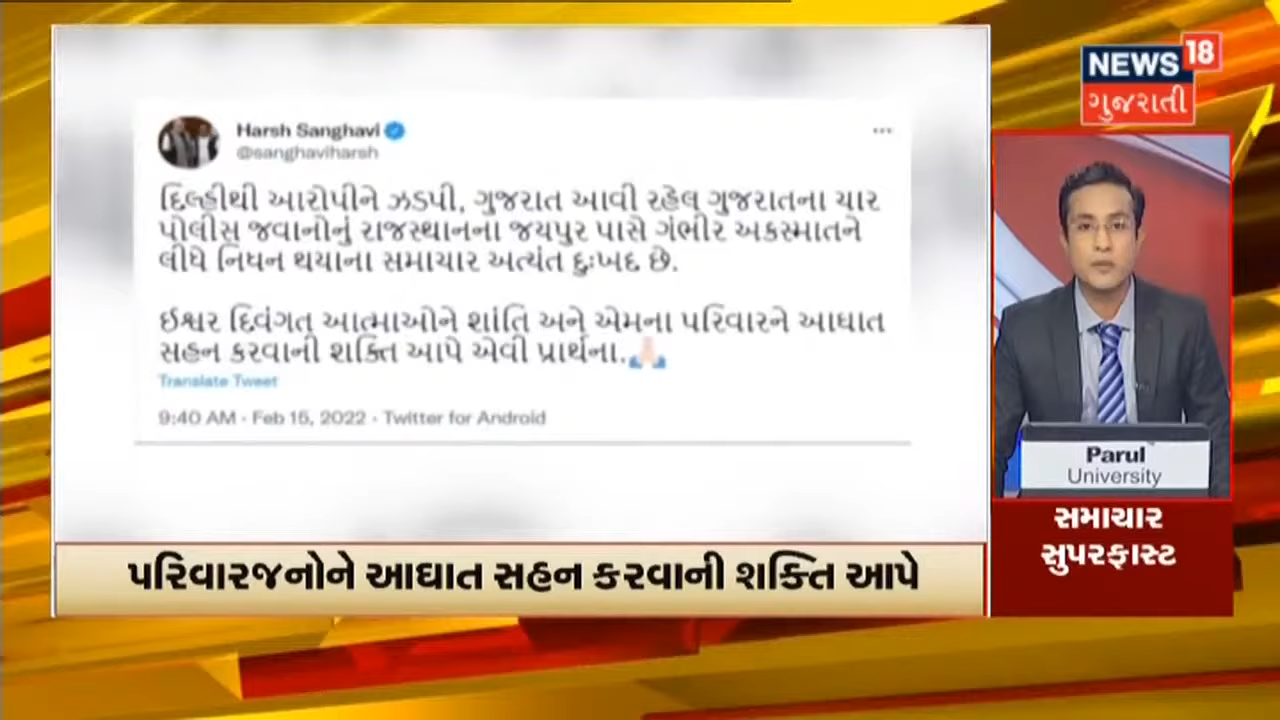 NEWS 18
ગુજરાતી
Harsh Sanghavi
@sanghaviharsh
દિલ્હીથી આરોપીને ઝડપી, ગુજરાત આવી રહેલ ગુજરાતના ચાર
પોલીસ જવાનોનું રાજસ્થાનના જયપુર પાસે ગંભીર અકસ્માતને
લીધે નિધન થયાના સમાચાર અત્યંત દુઃખદ છે.
ઈશ્વર દિવંગત આત્માઓને શાંતિ અને એમના પરિવારને આઘાત
સહન કરવાની શક્તિ આપે એવી પ્રાર્થના.🙏🏻
Translate Tweet
9:40 AM · Feb 15, 2022 · Twitter for Android
Parul
University
સમાચાર
સુપરફાસ્ટ
પરિવારજનોને આઘાત સહન કરવાની શક્તિ આપે